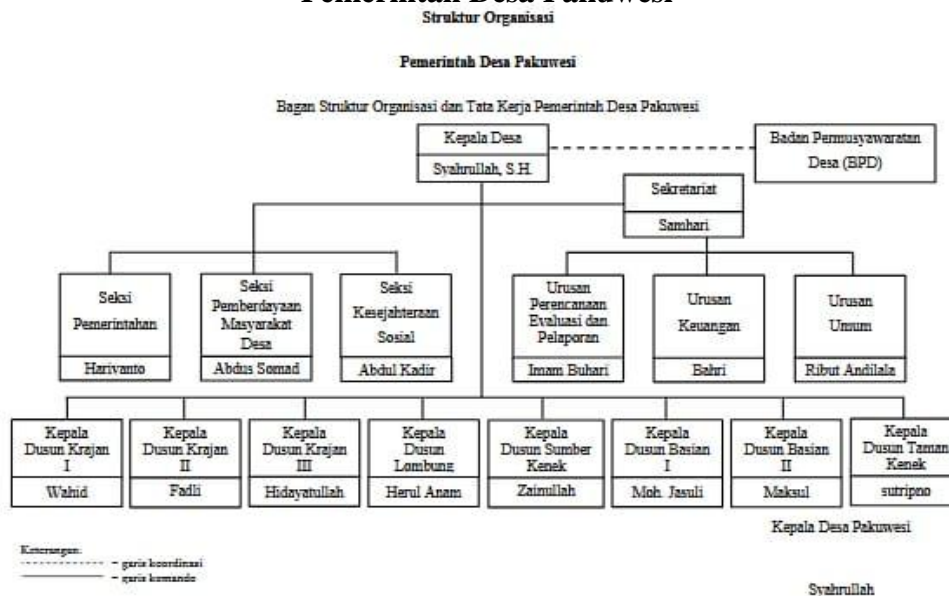 Pemerintah Desa Pakuwesi
Struktur Organisasi
Pemerintah Desa Pakuwesi
Bagan Struktur Organisasi dan Tata Kerja Pemerintah Desa Pakuwesi
Kepala Desa
Syahrullah, S.H.
Badan Permusyawaratan
Desa (BPD)
Sekretariat
Samhari
Seksi
Pemerintahan
Hariyanto
Seksi
Pemberdayaan
Masyarakat
Desa
Abdus Somad
Seksi
Kesejahteraan
Sosial
Abdul Kadir
Urusan
Perencanaan
Evaluasi dan
Pelaporan
Imam Buhari
Urusan
Keuangan
Bahri
Urusan
Umum
Ribut Andilala
Kepala
Dusun Krajan
I
Wahid
Kepala
Dusun Krajan
II
Fadli
Kepala
Dusun Krajan
III
Hidayatullah
Kepala
Dusun
Lombung
Herul Anam
Kepala
Dusun Sumber
Kenek
Zainullah
Kepala
Dusun Basian
I
Moh. Jasuli
Kepala
Dusun Basian
II
Maksul
Kepala
Dusun Taman
Kenek
sutripno
Kepala Desa Pakuwesi
Keterangan:
= garis koordinasi
= garis komando
Syahrullah